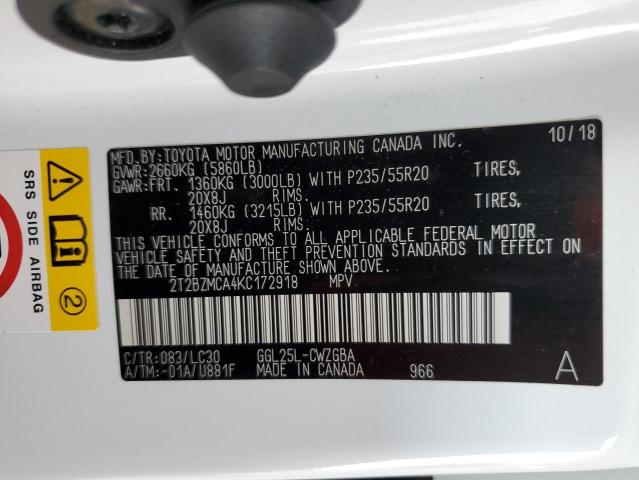 MFD. BY: TOYOTA MOTOR MANUFACTURING CANADA INC. 10/18
GVWR: 2660KG (5860LB)
GAWR: FRT. 1360KG (3000LB) WITH P235/55R20 TIRES,
20X8J RIMS.
RR. 1460KG (3215LB) WITH P235/55R20 TIRES,
20X8J RIMS.
THIS VEHICLE CONFORMS TO ALL APPLICABLE FEDERAL MOTOR
VEHICLE SAFETY AND THEFT PREVENTION STANDARDS IN EFFECT ON
THE DATE OF MANUFACTURE SHOWN ABOVE.
2T2BZMCA4KC172918 MPV
C/TR: 083/LC30 GGL25L-CWZGBA
A/TM: -01A/U881F MADE IN CANADA 966 A
SRS SIDE AIRBAG
2